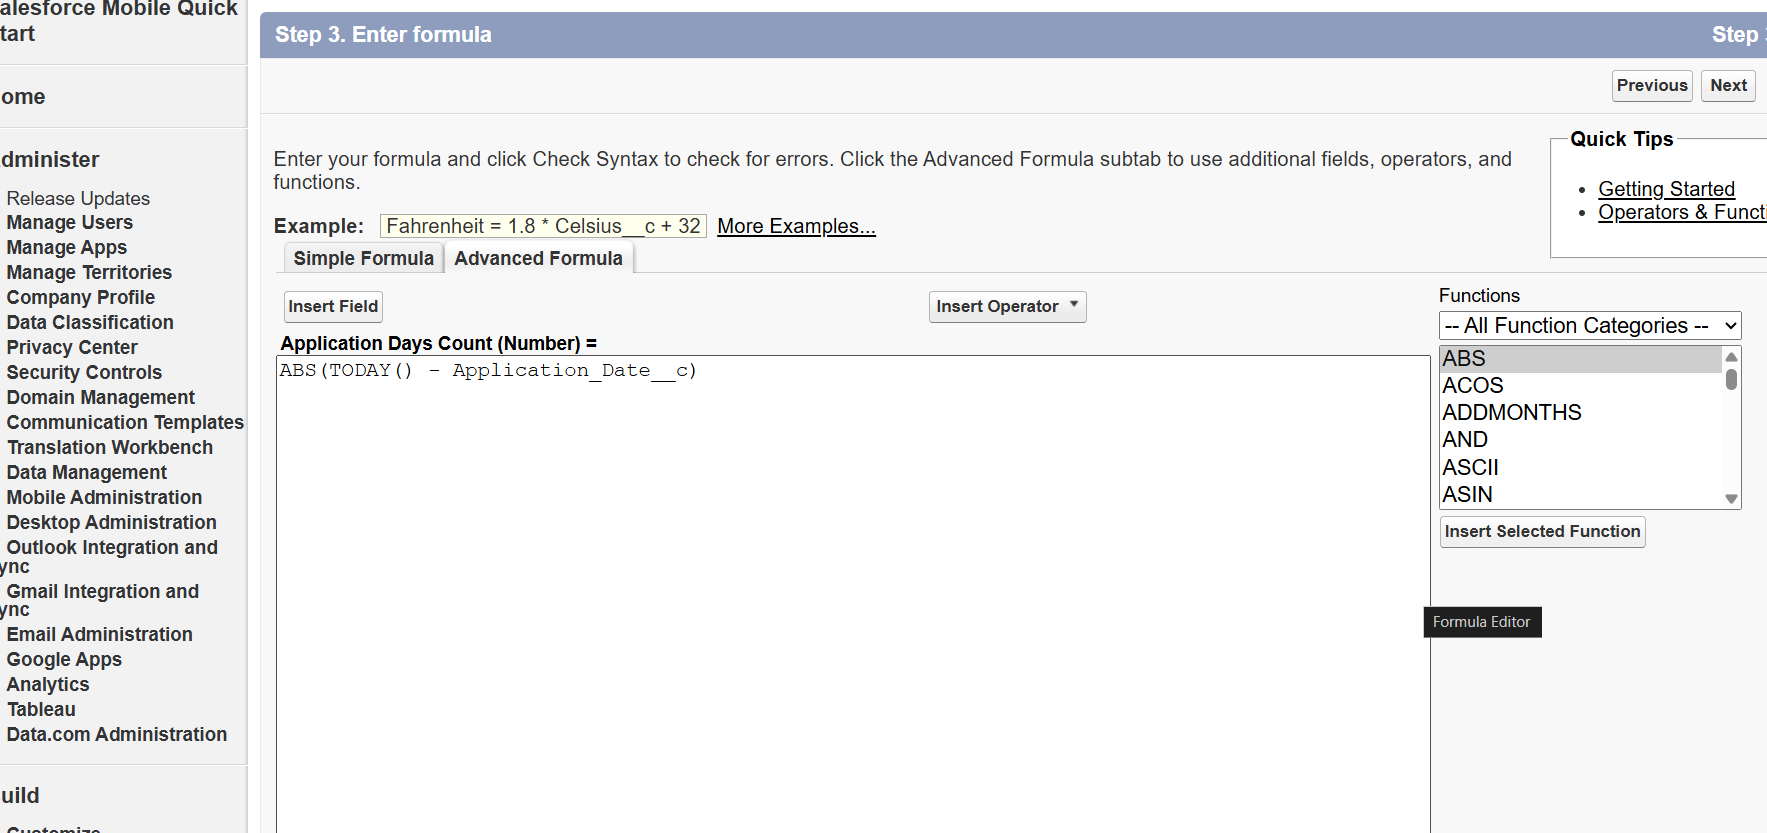 alesforce Mobile Quick
tart
ome
dminister
Release Updates
Manage Users
Manage Apps
Manage Territories
Company Profile
Data Classification
Privacy Center
Security Controls
Domain Management
Communication Templates
Translation Workbench
Data Management
Mobile Administration
Desktop Administration
Outlook Integration and
ync
Gmail Integration and
ync
Email Administration
Google Apps
Analytics
Tableau
Data.com Administration
uild
Customize
Step 3. Enter formula
Step 3
Previous
Next
Enter your formula and click Check Syntax to check for errors. Click the Advanced Formula subtab to use additional fields, operators, and
functions.
Quick Tips
• Getting Started
• Operators & Functi
Example: Fahrenheit = 1.8 * Celsius__c + 32 More Examples...
Simple Formula
Advanced Formula
Insert Field
Insert Operator
Application Days Count (Number) =
ABS(TODAY() - Application_Date__c)
Functions
-- All Function Categories --
ABS
ACOS
ADDMONTHS
AND
ASCII
ASIN
Insert Selected Function
Formula Editor